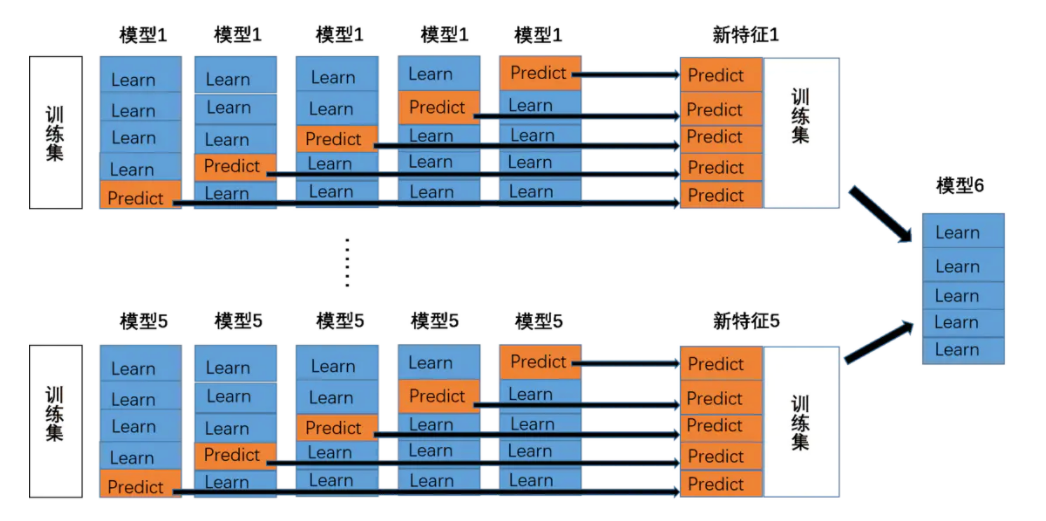 模型1 模型1 模型1 模型1 模型1 新特征1
训练集
Learn Learn Learn Learn Predict Predict
Learn Learn Learn Predict Learn Predict
Learn Learn Predict Learn Learn Predict
Learn Predict Learn Learn Learn Predict
Predict Learn Learn Learn Learn Predict
训练集
模型5 模型5 模型5 模型5 模型5 新特征5
训练集
Learn Learn Learn Learn Predict Predict
Learn Learn Learn Predict Learn Predict
Learn Learn Predict Learn Learn Predict
Learn Predict Learn Learn Learn Predict
Predict Learn Learn Learn Learn Predict
训练集
模型6
Learn
Learn
Learn
Learn
Learn